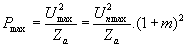 P_max = U²_max / Z_a = U²_нmax / Z_a .(1+m)²